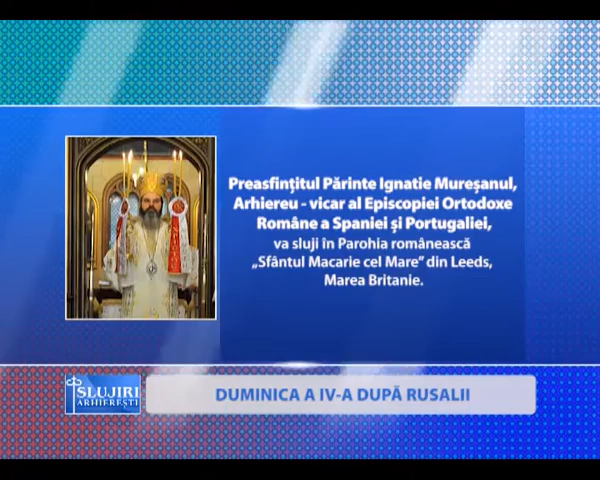 Preasfințitul Părinte Ignatie Mureșanul,
Arhiereu - vicar al Episcopiei Ortodoxe
Române a Spaniei și Portugaliei,
va sluji în Parohia românească
„Sfântul Macarie cel Mare” din Leeds,
Marea Britanie.
SLUJIRI
ARHIEREȘTI
DUMINICA A IV-A DUPĂ RUSALII